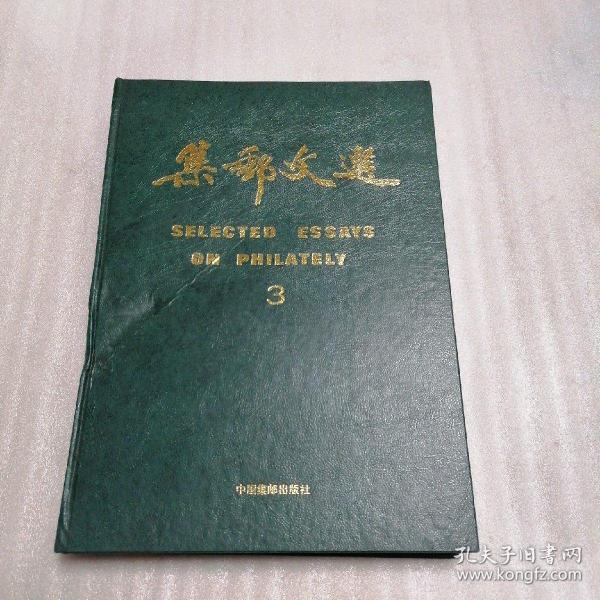 集郵文選
SELECTED ESSAYS
ON PHILATELY
3
中国集邮出版社
孔夫子旧书网
www.kongfz.com